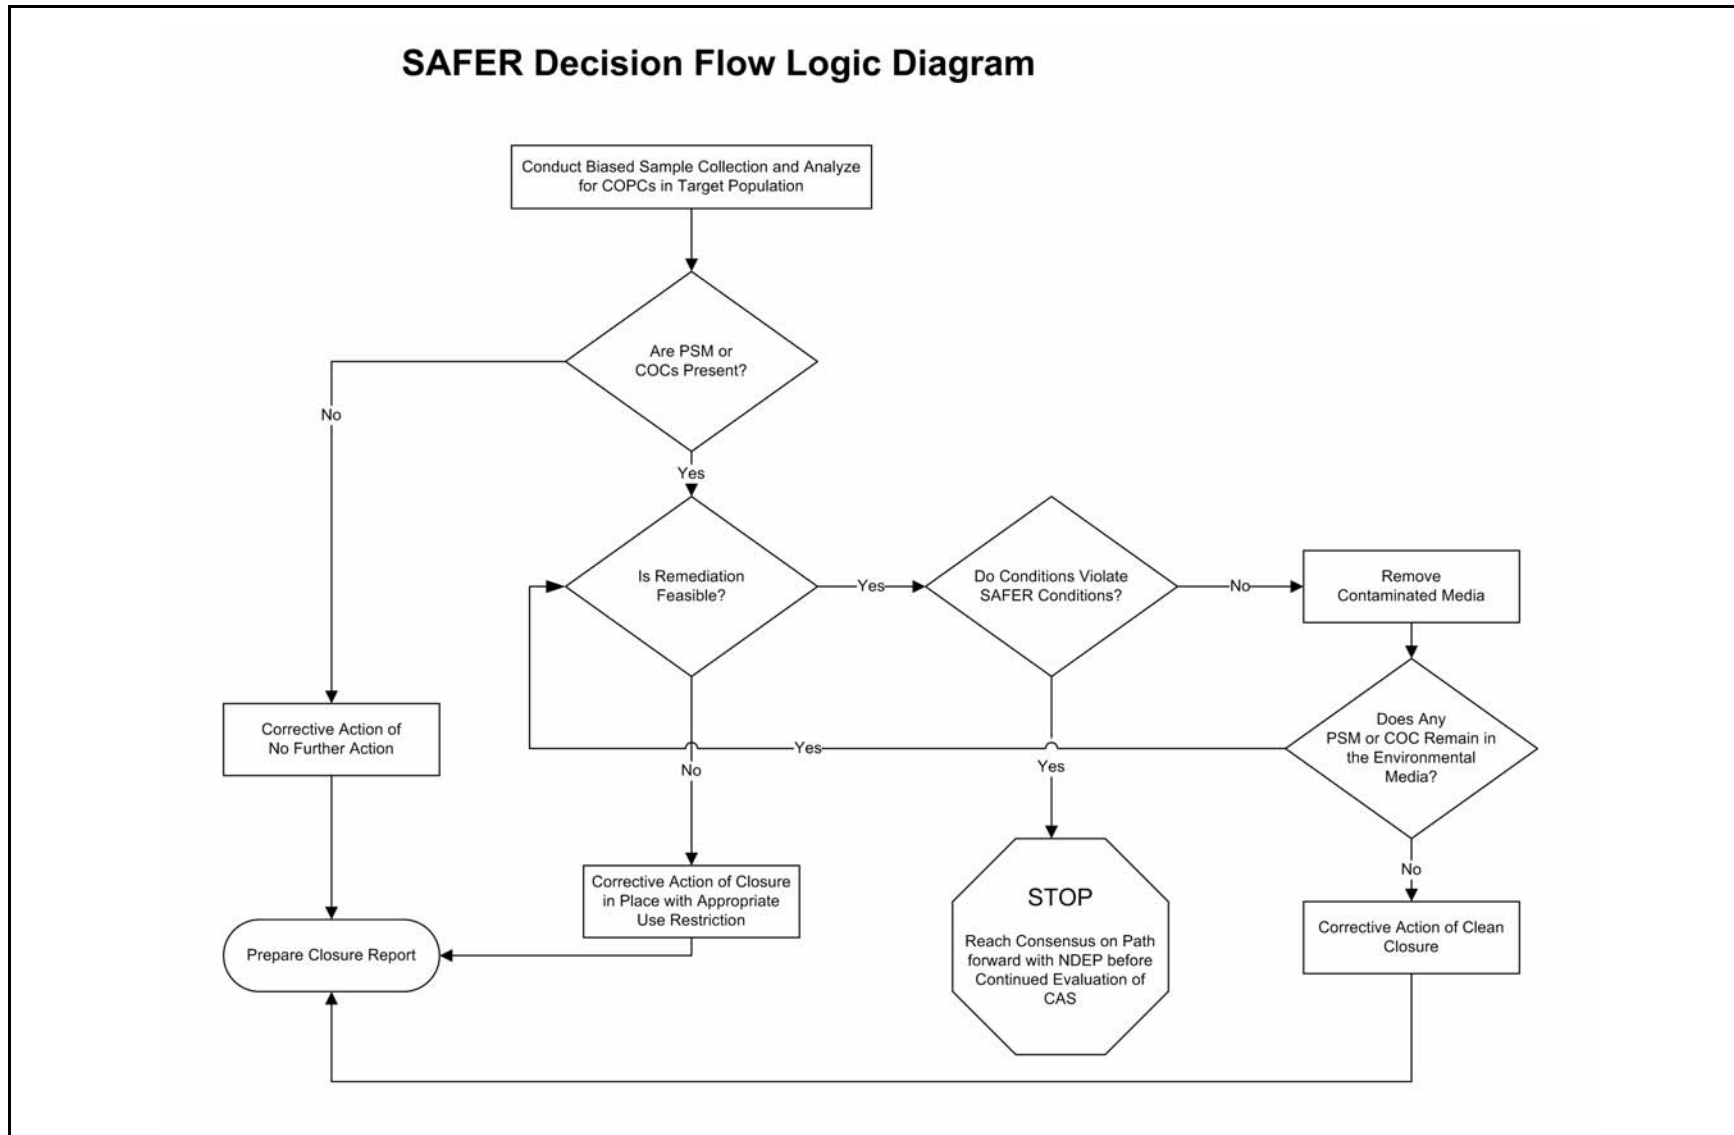 SAFER Decision Flow Logic Diagram
Conduct Biased Sample Collection and Analyze
for COPCs in Target Population
Are PSM or
COCs Present?
No
Yes
Is Remediation
Feasible?
Yes
Do Conditions Violate
SAFER Conditions?
No
Remove
Contaminated Media
Does Any
PSM or COC Remain in
the Environmental
Media?
Yes
No
Yes
No
Corrective Action of
No Further Action
Corrective Action of Closure
in Place with Appropriate
Use Restriction
STOP
Reach Consensus on Path
forward with NDEP before
Continued Evaluation of
CAS
Corrective Action of Clean
Closure
Prepare Closure Report